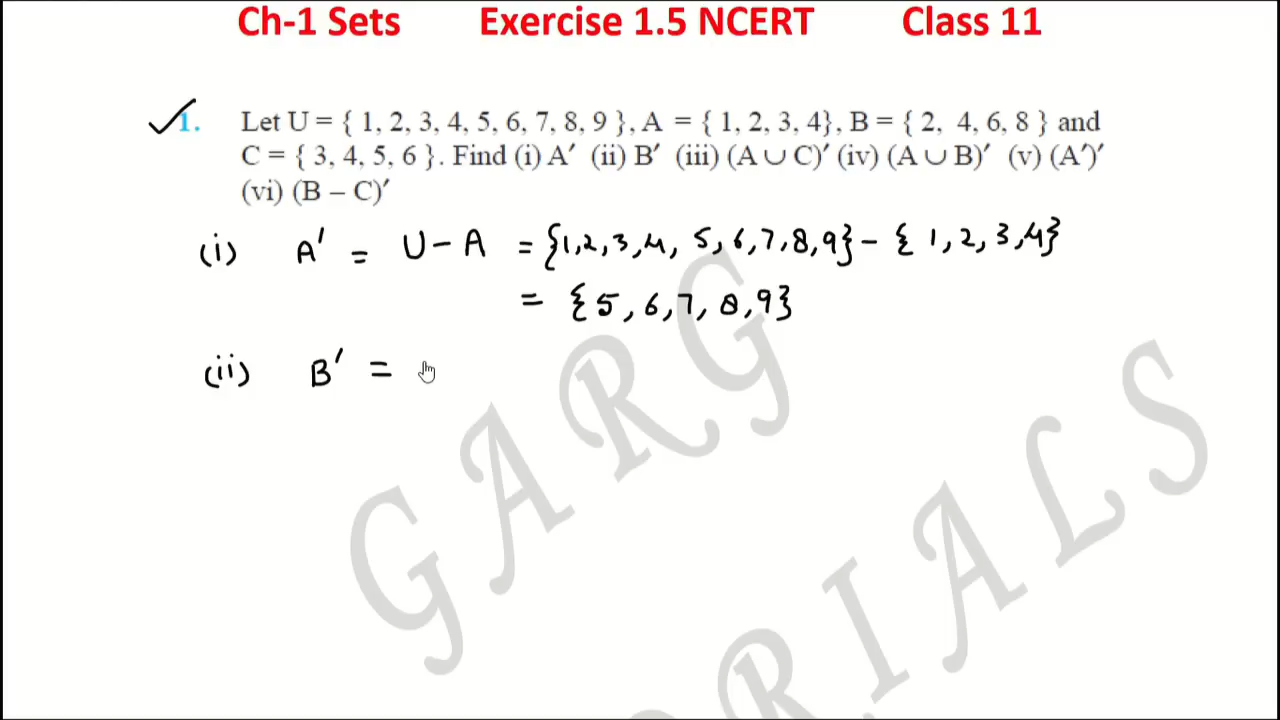 Ch-1 Sets Exercise 1.5 NCERT Class 11
1. Let U = { 1, 2, 3, 4, 5, 6, 7, 8, 9 }, A = { 1, 2, 3, 4}, B = { 2, 4, 6, 8 } and
C = { 3, 4, 5, 6 }. Find (i) A′ (ii) B′ (iii) (A ∪ C)′ (iv) (A ∪ B)′ (v) (A′)′
(vi) (B – C)′
(i) A' = U - A = {1,2,3,4, 5,6,7,8,9} - { 1,2,3,4}
= {5,6,7,8,9}
(ii) B' =
GARG
TUTORIALS